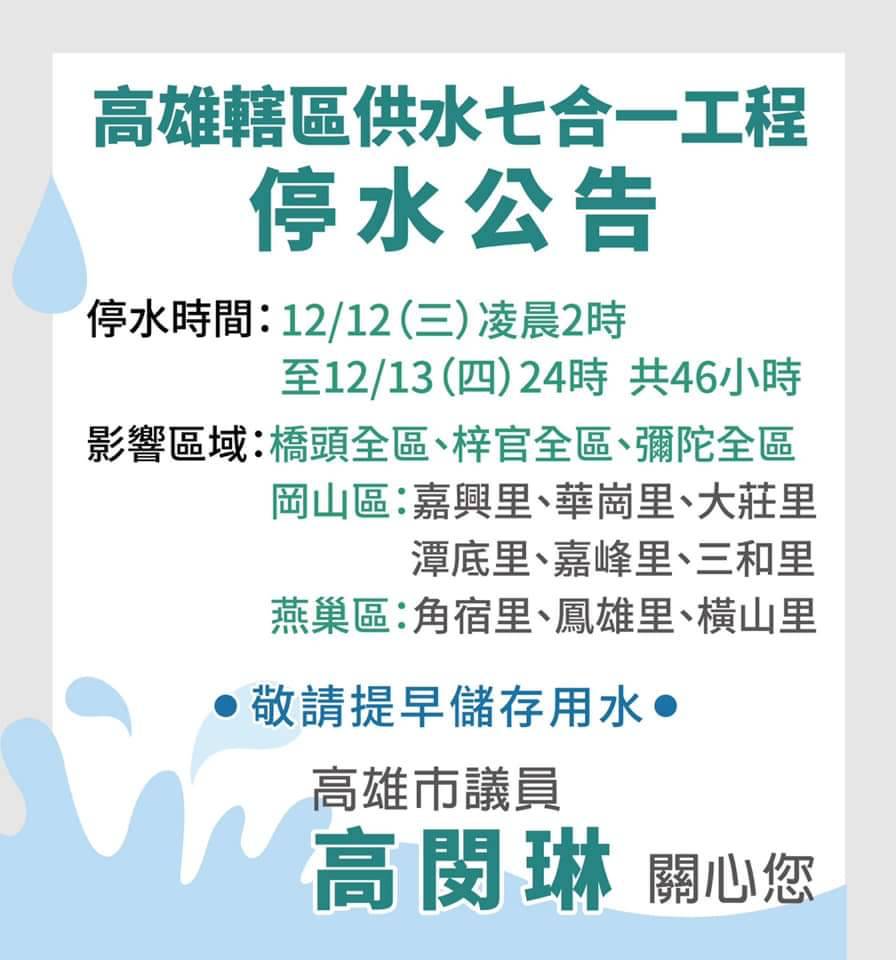 高雄轄區供水七合一工程
停水公告
停水時間：12/12（三）凌晨2時
至12/13（四）24時 共46小時
影響區域：橋頭全區、梓官全區、彌陀全區
岡山區：嘉興里、華崗里、大莊里
潭底里、嘉峰里、三和里
燕巢區：角宿里、鳳雄里、橫山里
•敬請提早儲存用水•
高雄市議員
高閔琳 關心您